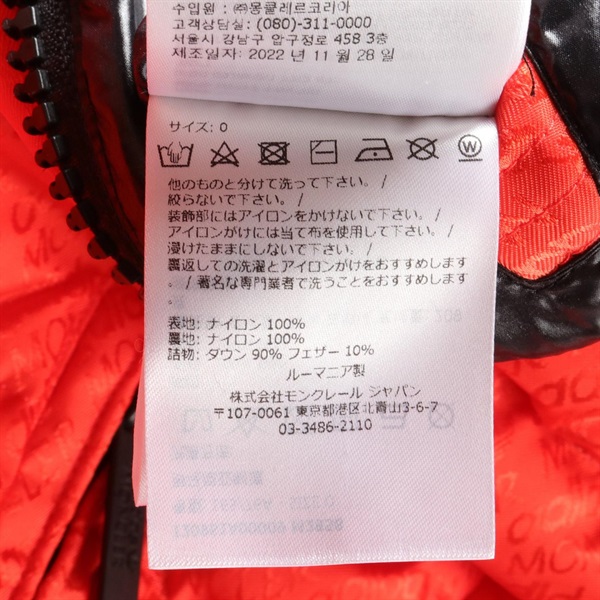 수입원 : ㈜몽클레르코리아
고객상담실 : (080)-311-0000
서울시 강남구 압구정로 458 3층
제조일자 : 2022 년 11 월 28 일
サイズ: 0
W
他のものと分けて洗って下さい。 /
絞らないで下さい。 /
装飾部にはアイロンをかけないで下さい。 /
アイロンがけには当て布を使用して下さい。 /
浸けたままにしないで下さい。 /
裏返しての洗濯とアイロンがけをおすすめします
。 / 著名な専門業者で洗うことをおすすめします
。
表地: ナイロン 100%
裏地: ナイロン 100%
詰物: ダウン 90% フェザー 10%
ルーマニア製
株式会社モンクレール ジャパン
〒107-0061 東京都港区北青山3-6-7
03-3486-2110